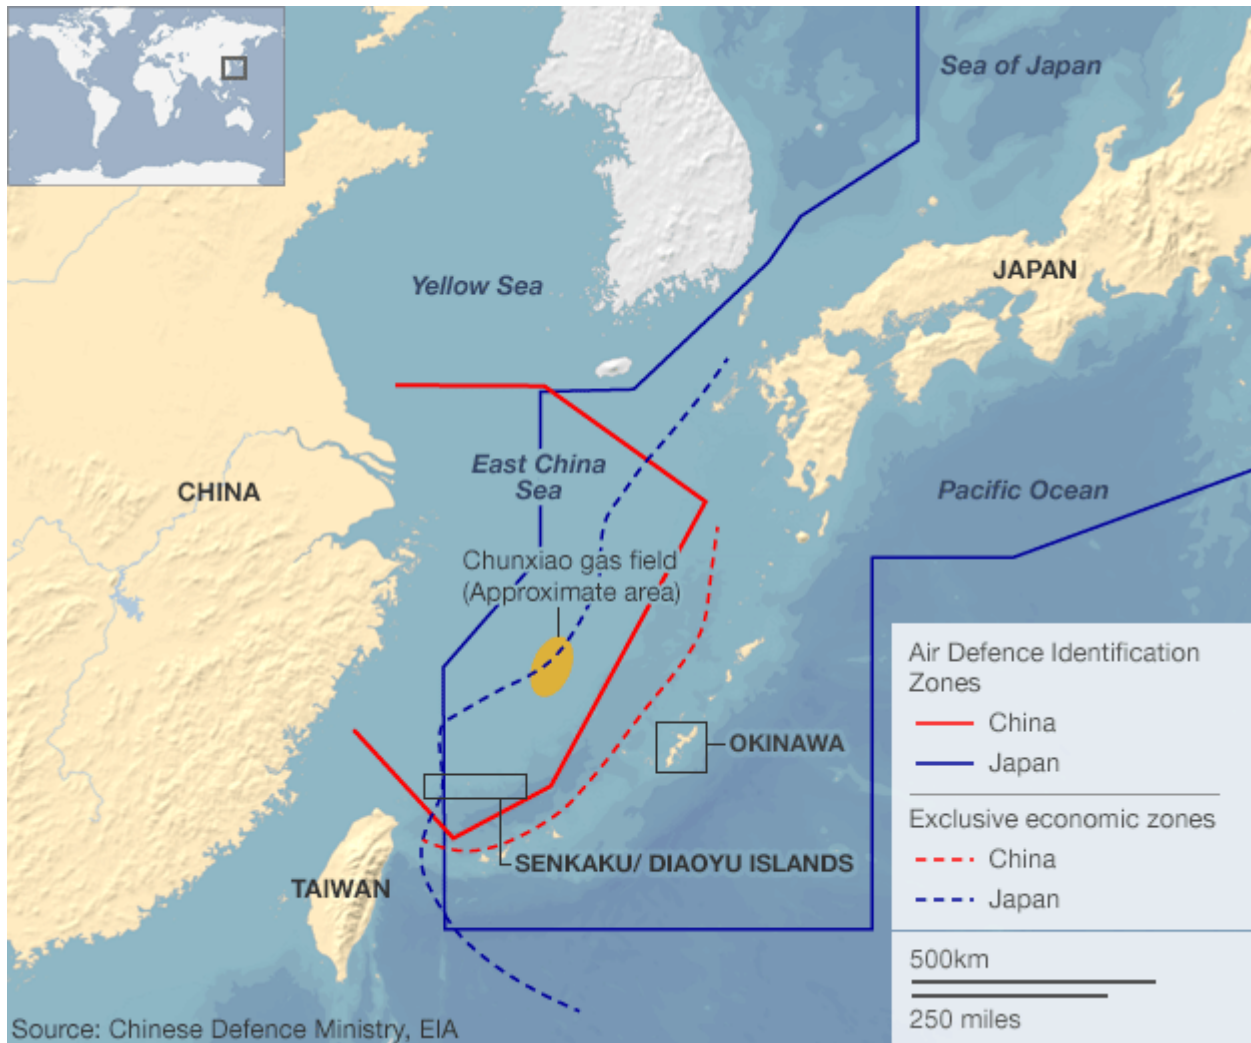 Sea of Japan
Yellow Sea
JAPAN
East China
Sea
CHINA
Pacific Ocean
Chunxiao gas field
(Approximate area)
OKINAWA
SENKAKU/ DIAOYU ISLANDS
TAIWAN
Air Defence Identification
Zones
China
Japan
Exclusive economic zones
China
Japan
500km
250 miles
Source: Chinese Defence Ministry, EIA